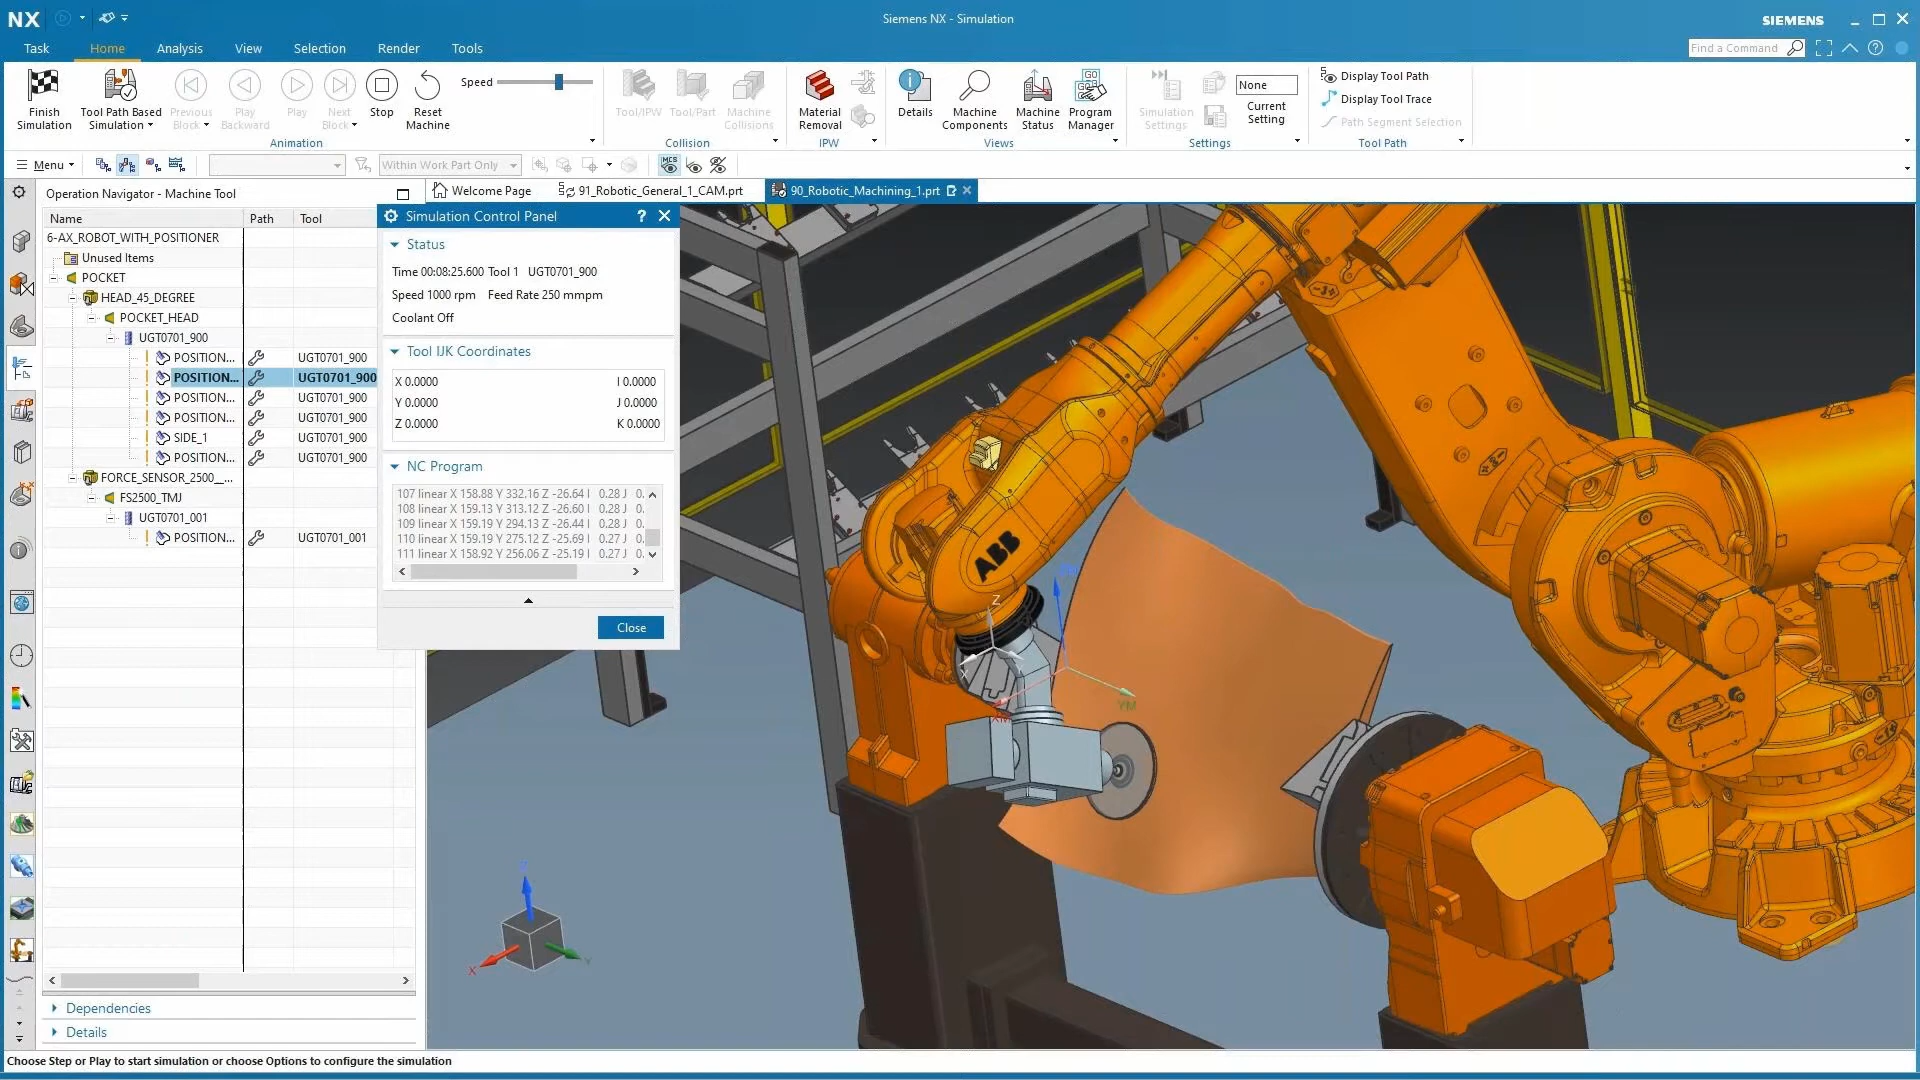 NX
Siemens NX - Simulation
SIEMENS
Task
Home
Analysis
View
Selection
Render
Tools
Find a Command
Finish Simulation
Tool Path Based Simulation
Previous Block
Play Backward
Play
Next Block
Stop
Reset Machine
Speed
Animation
Tool/IPW
Tool/Part
Machine Collisions
Collision
Material Removal
IPW
Details
Machine Components
Machine Status
Program Manager
Views
Simulation Settings
None
Current Setting
Settings
Display Tool Path
Display Tool Trace
Path Segment Selection
Tool Path
Menu
Within Work Part Only
MCS
Operation Navigator - Machine Tool
Welcome Page
91_Robotic_General_1_CAM.prt
90_Robotic_Machining_1.prt
Name Path Tool
6-AX_ROBOT_WITH_POSITIONER
Unused Items
POCKET
HEAD_45_DEGREE
POCKET_HEAD
UGT0701_900
POSITION... UGT0701_900
POSITION... UGT0701_900
POSITION... UGT0701_900
POSITION... UGT0701_900
SIDE_1 UGT0701_900
POSITION... UGT0701_900
FORCE_SENSOR_2500__...
FS2500_TMJ
UGT0701_001
POSITION... UGT0701_001
Dependencies
Details
Simulation Control Panel
Status
Time 00:08:25.600 Tool 1 UGT0701_900
Speed 1000 rpm Feed Rate 250 mmpm
Coolant Off
Tool IJK Coordinates
X 0.0000 I 0.0000
Y 0.0000 J 0.0000
Z 0.0000 K 0.0000
NC Program
107 linear X 158.88 Y 332.16 Z -26.64 I 0.28 J 0.
108 linear X 159.13 Y 313.12 Z -26.60 I 0.28 J 0.
109 linear X 159.19 Y 294.13 Z -26.44 I 0.28 J 0.
110 linear X 159.19 Y 275.12 Z -25.69 I 0.27 J 0.
111 linear X 158.92 Y 256.06 Z -25.19 I 0.27 J 0.
Close
ABB
Z
X
XM
YM
Z
X
Y
Choose Step or Play to start simulation or choose Options to configure the simulation